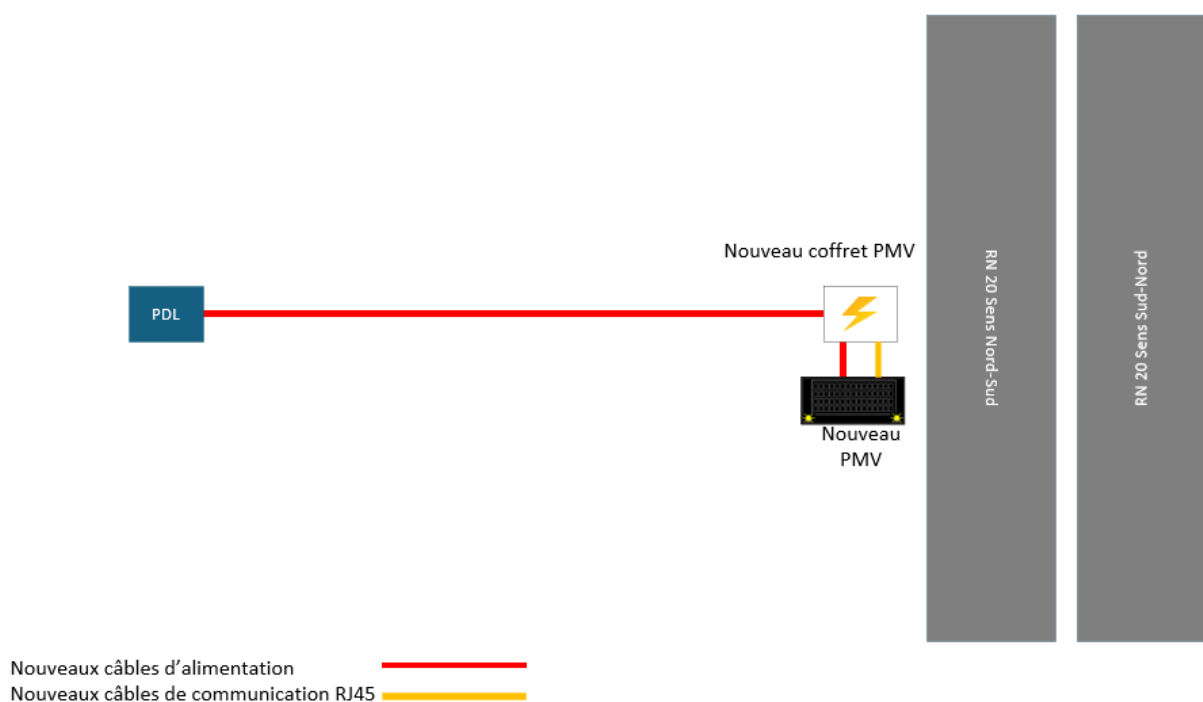 Nouveau coffret PMV
PDL
Nouveau
PMV
RN 20 Sens Nord-Sud
RN 20 Sens Sud-Nord
Nouveaux câbles d’alimentation
Nouveaux câbles de communication RJ45